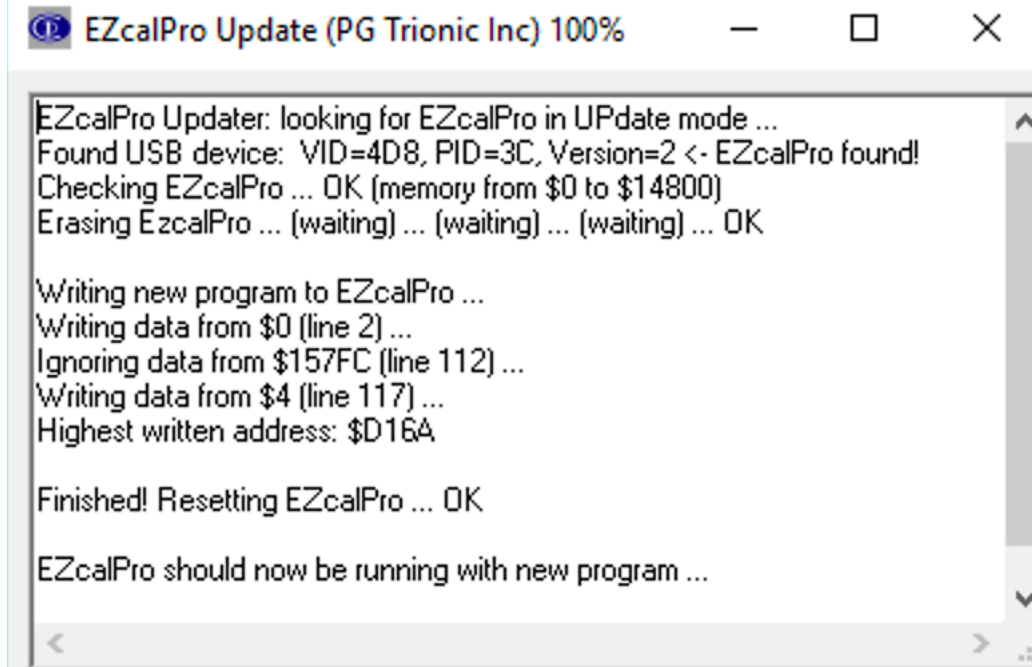 EZcalPro Update (PG Trionic Inc) 100%
EZcalPro Updater: looking for EZcalPro in UPdate mode ...
Found USB device:  VID=4D8, PID=3C, Version=2 <- EZcalPro found!
Checking EZcalPro ... OK (memory from $0 to $14800)
Erasing EzcalPro ... (waiting) ... (waiting) ... (waiting) ... OK
Writing new program to EZcalPro ...
Writing data from $0 (line 2) ...
Ignoring data from $157FC (line 112) ...
Writing data from $4 (line 117) ...
Highest written address: $D16A
Finished! Resetting EZcalPro ... OK
EZcalPro should now be running with new program ...